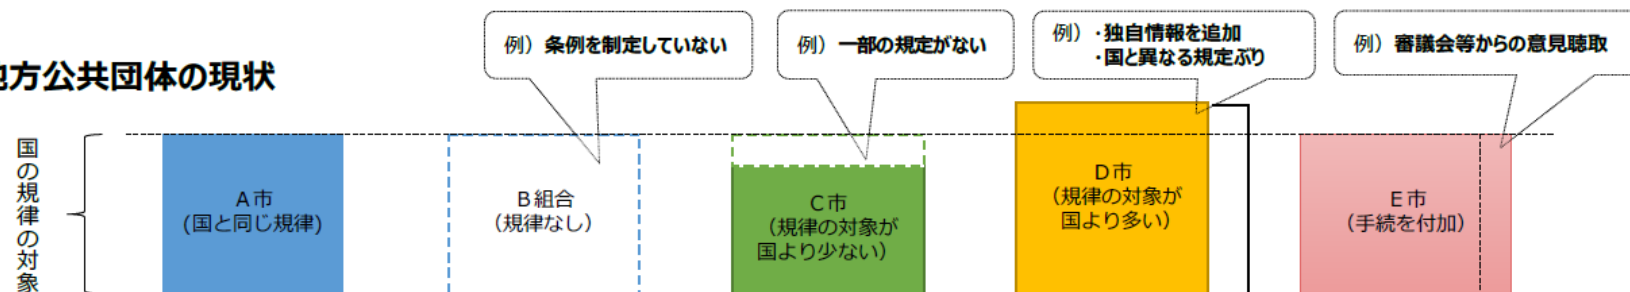 地方公共団体の現状
例）条例を制定していない
例）一部の規定がない
例）・独自情報を追加
・国と異なる規定ぶり
例）審議会等からの意見聴取
国の規律の対象
A市
(国と同じ規律)
B組合
（規律なし）
C市
（規律の対象が
国より少ない）
D市
（規律の対象が
国より多い）
E市
（手続を付加）